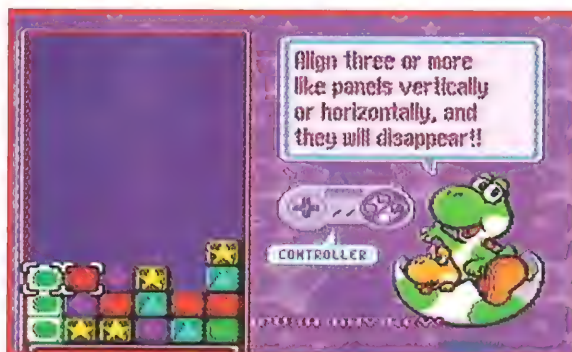 Align three or more
like panels vertically
or horizontally, and
they will disappear!!
CONTROLLER